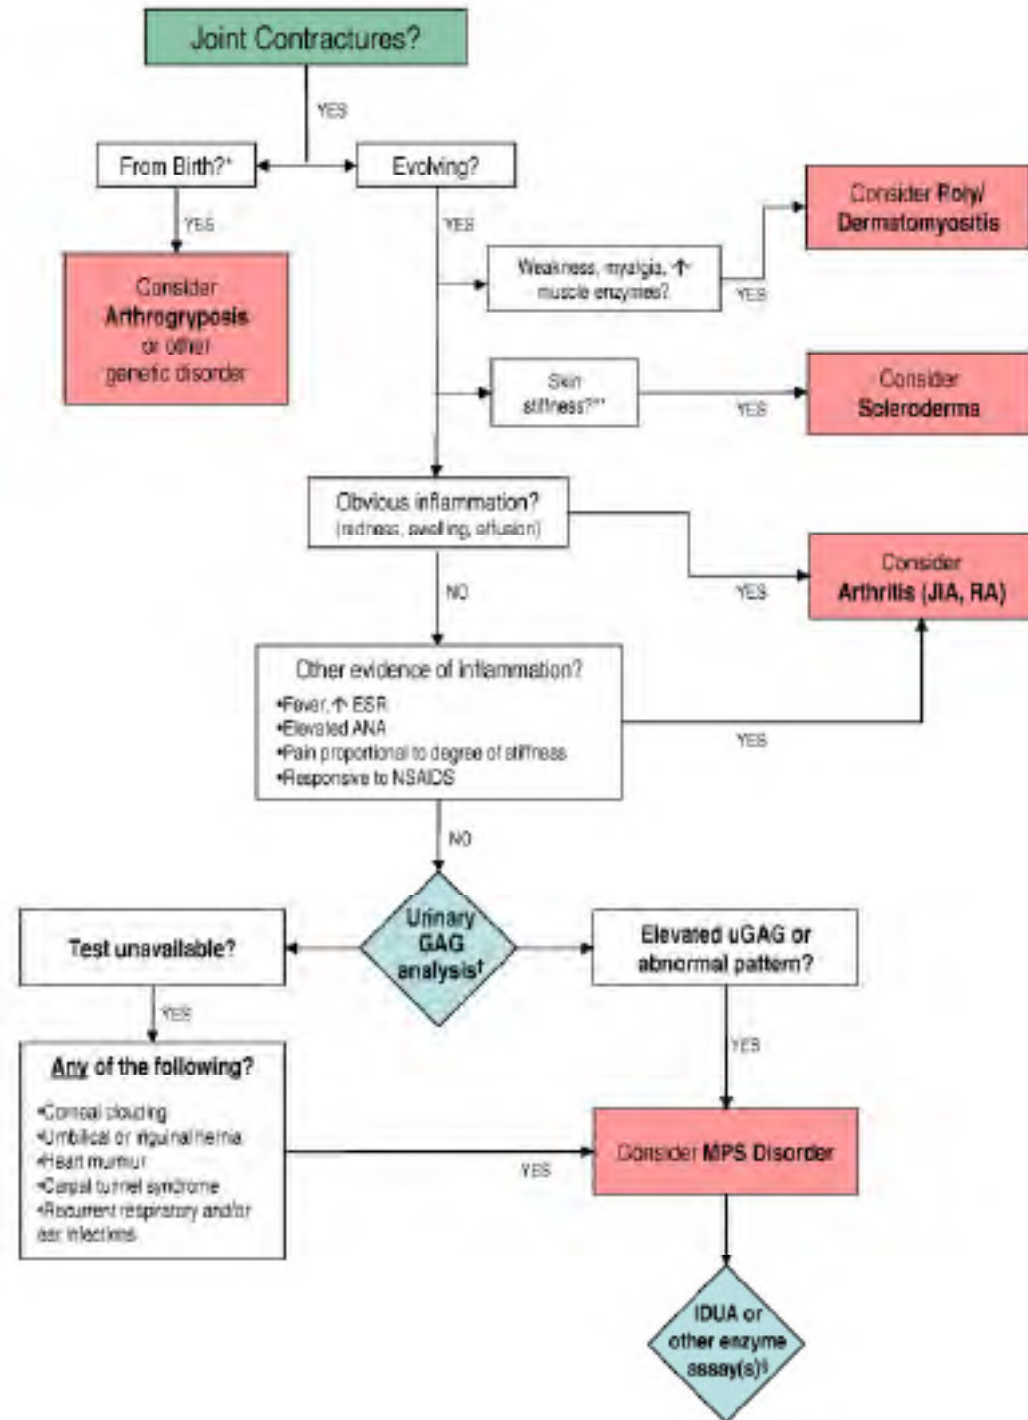 Joint Contractures?
YES
From Birth?*
Evolving?
YES
YES
Consider
Arthrogryposis
or other
genetic disorder
Weakness, myalgia, ↑
muscle enzymes?
YES
Consider Poly/
Dermatomyositis
Skin
stiffness?**
YES
Consider
Scleroderma
Obvious inflammation?
(redness, swelling, effusion)
YES
Consider
Arthritis (JIA, RA)
NO
Other evidence of inflammation?
•Fever, ↑ ESR
•Elevated ANA
•Pain proportional to degree of stiffness
•Responsive to NSAIDS
YES
NO
Urinary
GAG
analysis†
Test unavailable?
Elevated uGAG or
abnormal pattern?
YES
YES
Any of the following?
•Corneal clouding
•Umbilical or inguinal hernia
•Heart murmur
•Carpal tunnel syndrome
•Recurrent respiratory and/or
ear infections
YES
Consider MPS Disorder
IDUA or
other enzyme
assay(s)§